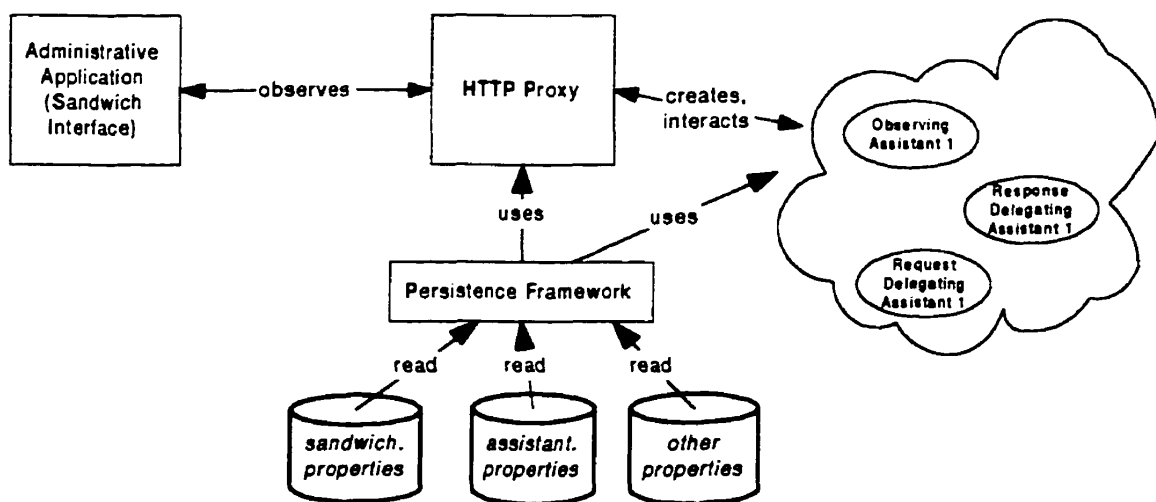 Administrative
Application
(Sandwich
Interface)
observes
HTTP Proxy
creates,
interacts
Observing
Assistant 1
Response
Delegating
Assistant 1
Request
Delegating
Assistant 1
uses
uses
Persistence Framework
read
read
read
sandwich.
properties
assistant.
properties
other
properties